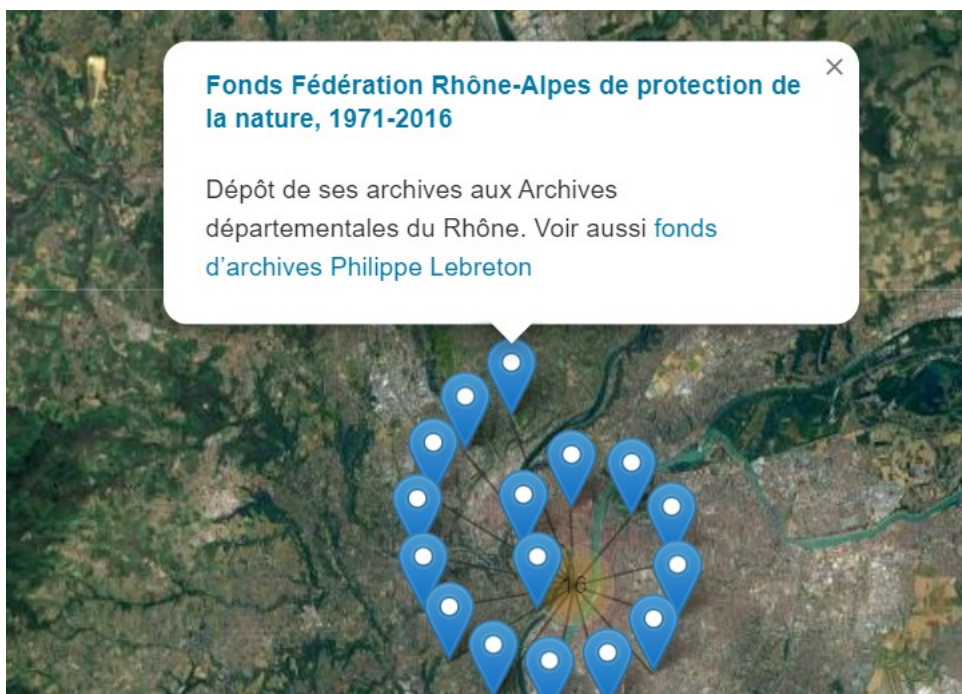 Fonds Fédération Rhône-Alpes de protection de
la nature, 1971-2016
Dépôt de ses archives aux Archives
départementales du Rhône. Voir aussi fonds
d'archives Philippe Lebreton
16